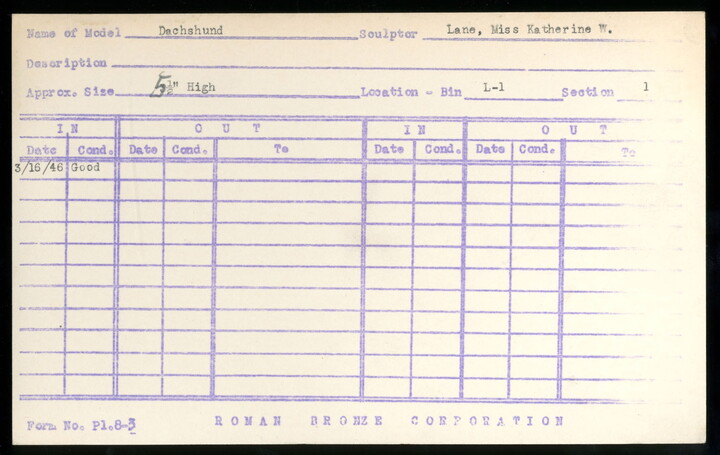 Name of Model Dachshund Sculptor Lane, Miss Katherine W.
Description
Approx. Size 5½" High Location - Bin L-1 Section 1
IN OUT IN OUT
Date Cond. Date Cond. To Date Cond. Date Cond. To
3/16/46 Good
Form No. Pl.8-3 ROMAN BRONZE CORPORATION